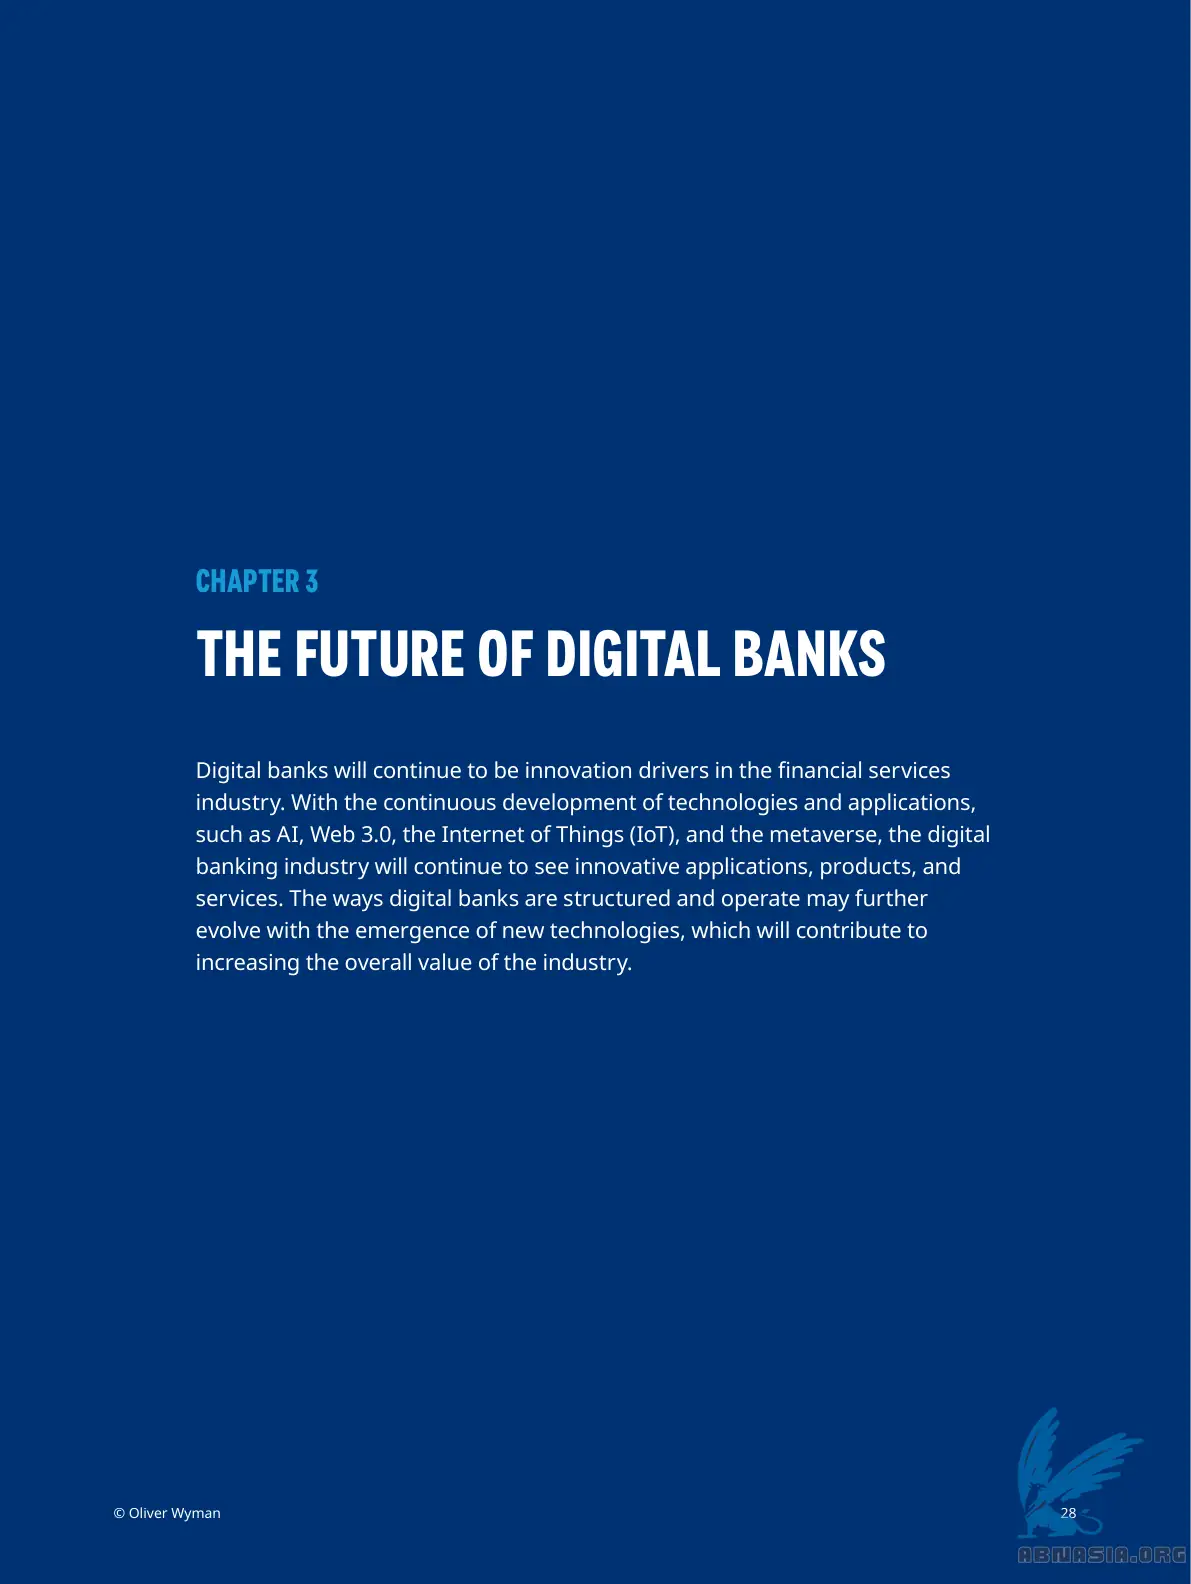 CHAPTER 3
THE FUTURE OF DIGITAL BANKS
Digital banks will continue to be innovation drivers in the financial services
industry. With the continuous development of technologies and applications,
such as AI, Web 3.0, the Internet of Things (IoT), and the metaverse, the digital
banking industry will continue to see innovative applications, products, and
services. The ways digital banks are structured and operate may further
evolve with the emergence of new technologies, which will contribute to
increasing the overall value of the industry.
© Oliver Wyman
28
ABNASIA.ORG